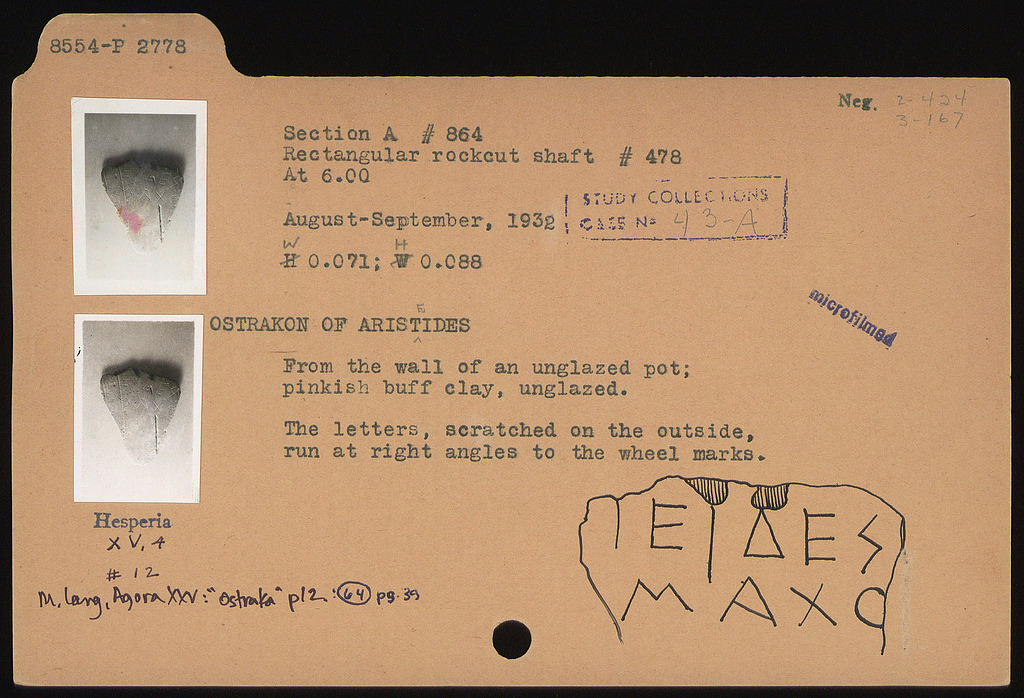 8554-P 2778
Neg. 2-424
3-167
Section A # 864
Rectangular rockcut shaft # 478
At 6.00
STUDY COLLECTIONS
CASE No 43-A
August-September, 1932
W H
H 0.071; W 0.088
microfilmed
E
OSTRAKON OF ARISTIDES
From the wall of an unglazed pot;
pinkish buff clay, unglazed.
The letters, scratched on the outside,
run at right angles to the wheel marks.
Hesperia
XV, 4
# 12
M. Lang, Agora XXV: "Ostraka" pl 2: 64 pg. 39
ΙΕΙΔΕS
ΜΑΧΟ